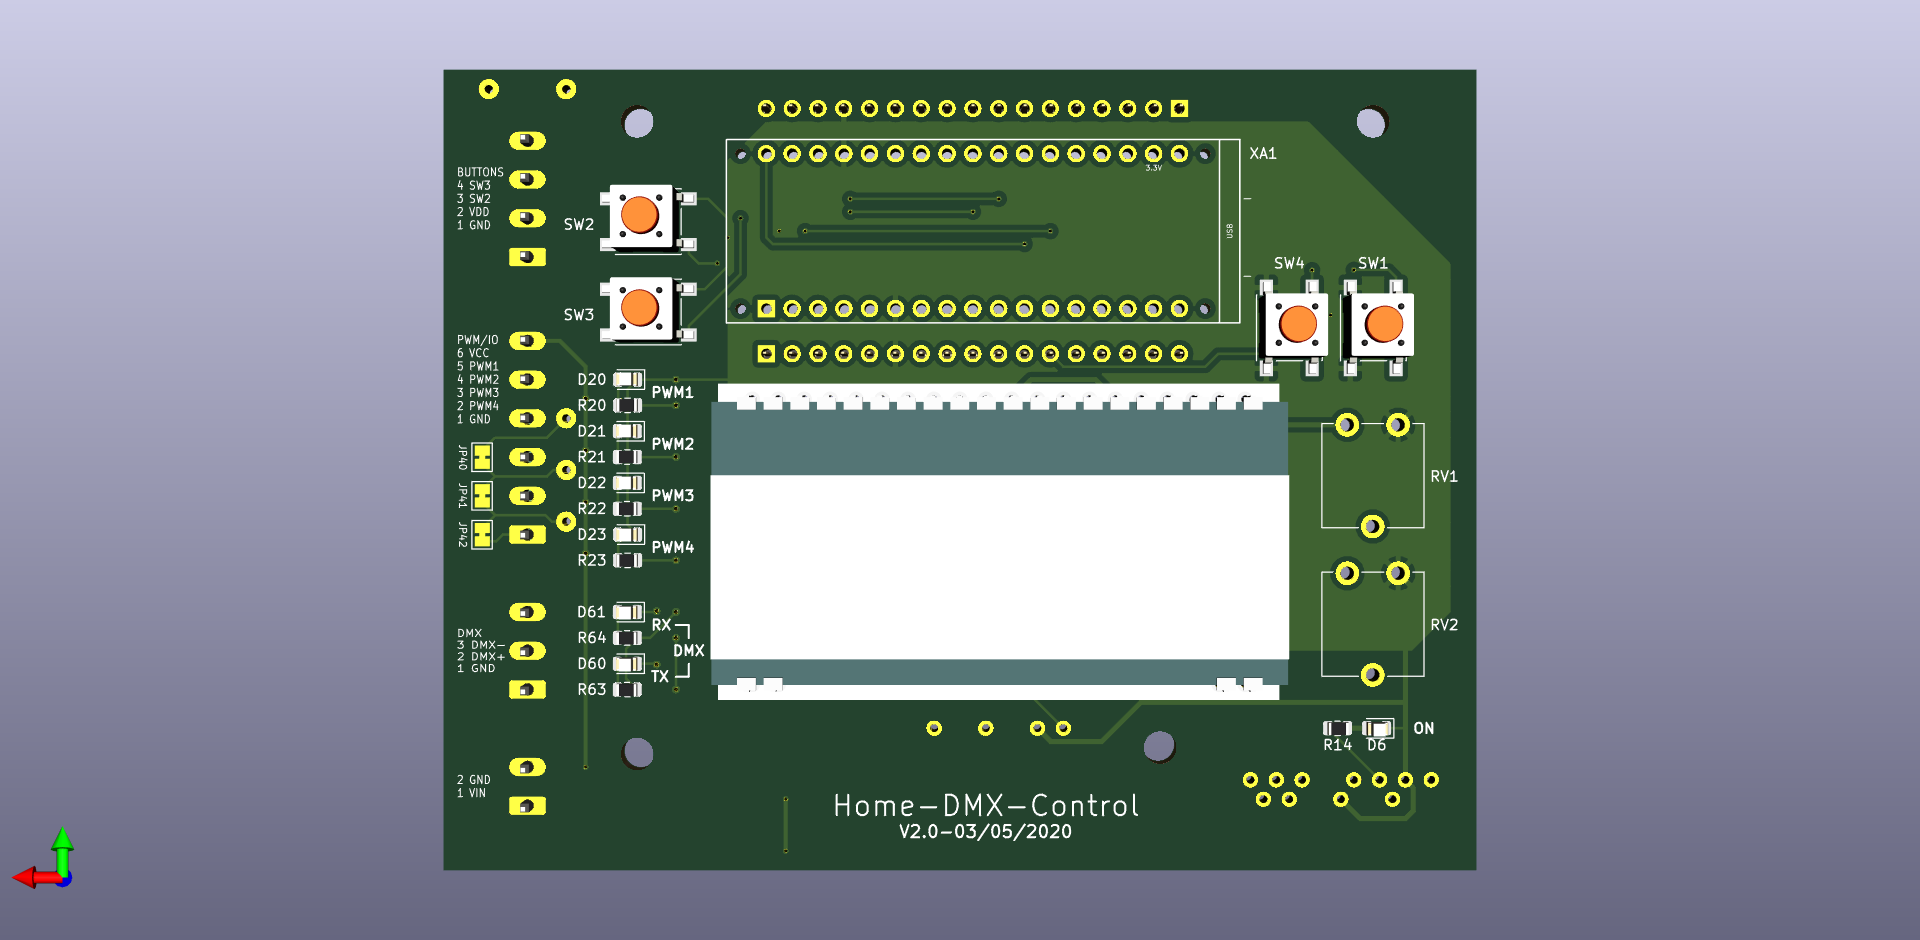 BUTTONS
4 SW3
3 SW2
2 VDD
1 GND
SW2
SW3
XA1
3.3V
USB
SW4
SW1
PWM/IO
6 VCC
5 PWM1
4 PWM2
3 PWM3
2 PWM4
1 GND
JP40
JP41
JP42
D20
R20
PWM1
D21
R21
PWM2
D22
R22
PWM3
D23
R23
PWM4
RV1
RV2
D61
R64
D60
R63
RX
DMX
TX
DMX
3 DMX-
2 DMX+
1 GND
2 GND
1 VIN
R14
D6
ON
Home-DMX-Control
V2.0-03/05/2020